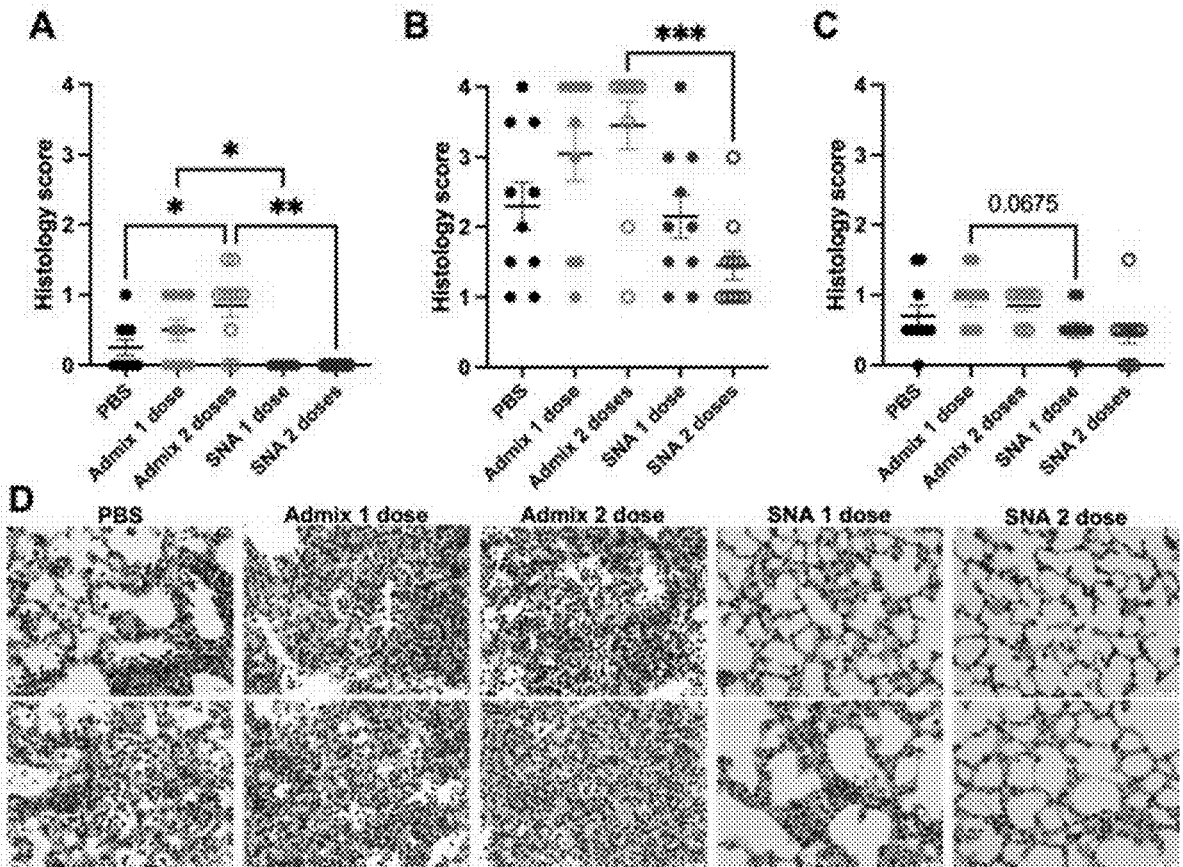 A
B
C
***
4
3
2
1
0
Histology score
*
*
**
PBS
Admix 1 dose
Admix 2 doses
SNA 1 dose
SNA 2 doses
4
3
2
1
0
Histology score
PBS
Admix 1 dose
Admix 2 doses
SNA 1 dose
SNA 2 doses
4
3
2
1
0
Histology score
0.0675
PBS
Admix 1 dose
Admix 2 doses
SNA 1 dose
SNA 2 doses
D
PBS
Admix 1 dose
Admix 2 dose
SNA 1 dose
SNA 2 dose